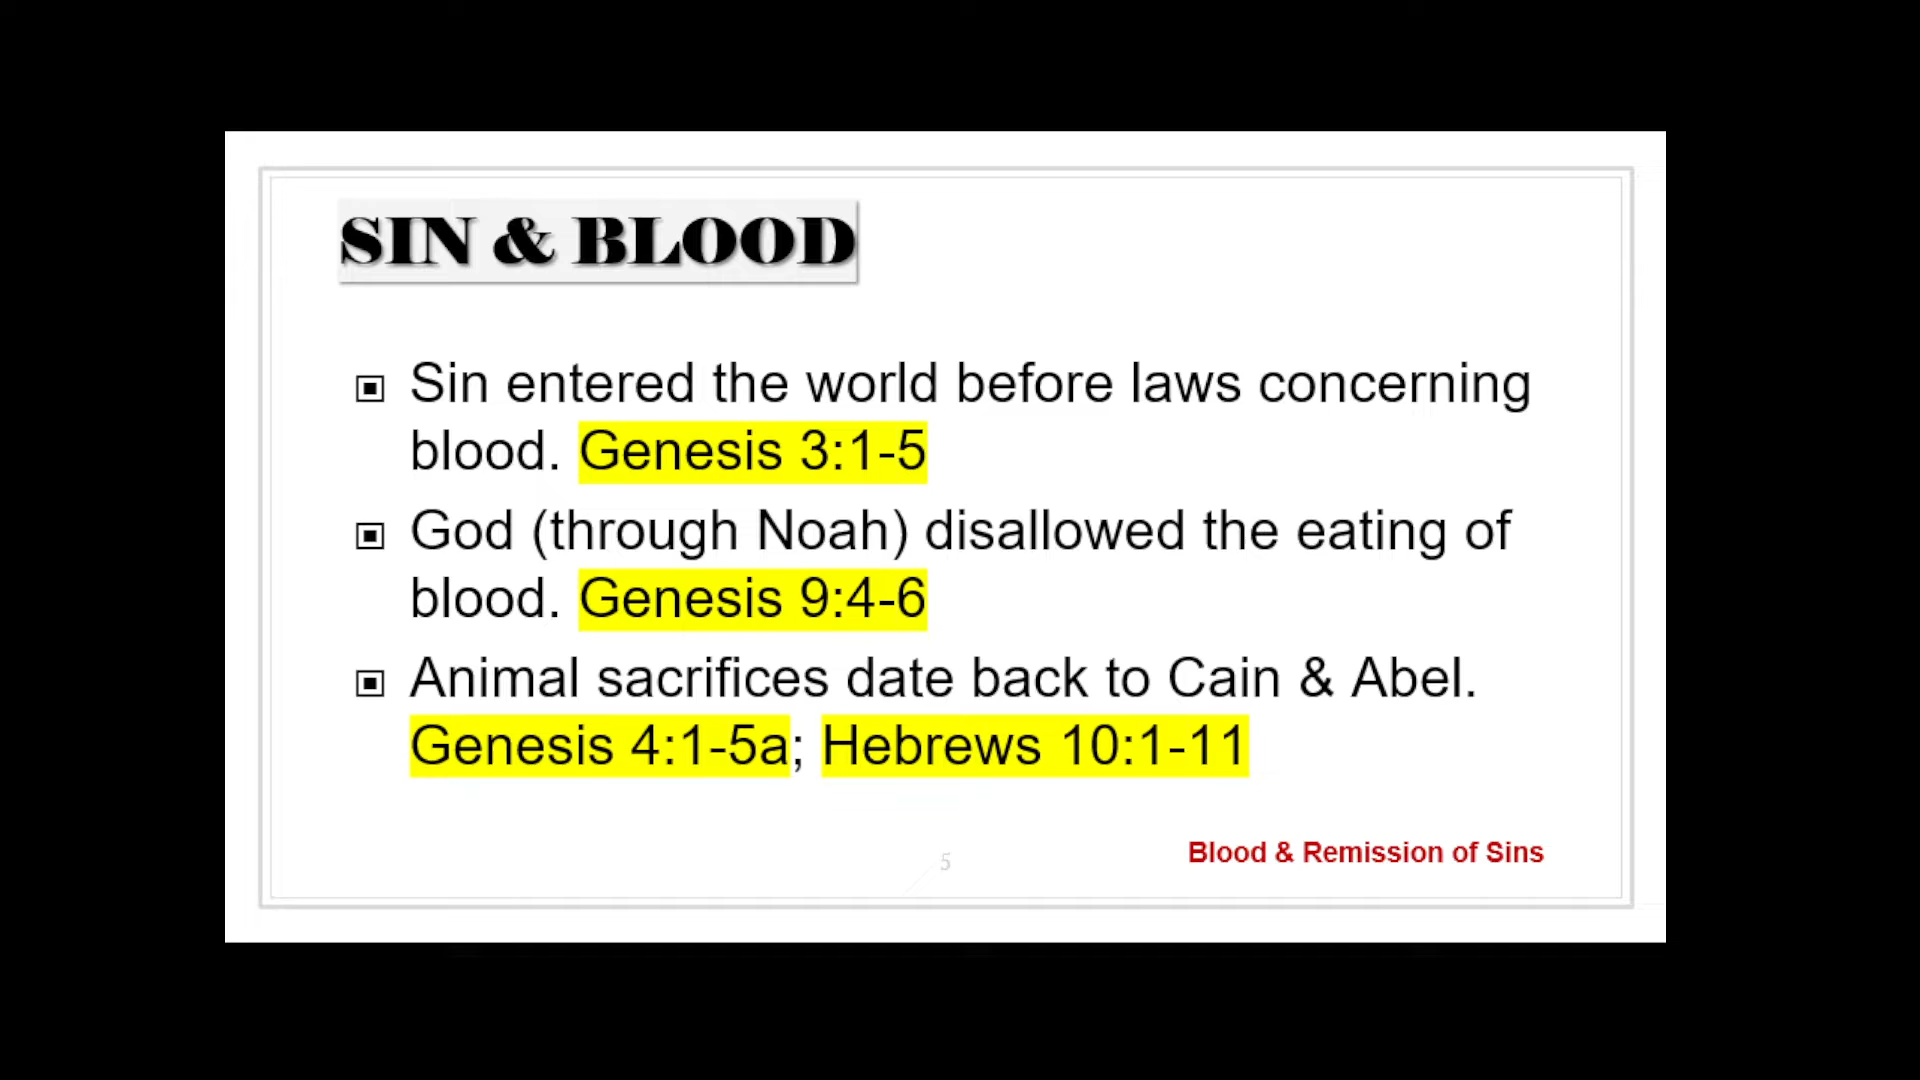 SIN & BLOOD
Sin entered the world before laws concerning
blood. Genesis 3:1-5
God (through Noah) disallowed the eating of
blood. Genesis 9:4-6
Animal sacrifices date back to Cain & Abel.
Genesis 4:1-5a; Hebrews 10:1-11
5
Blood & Remission of Sins